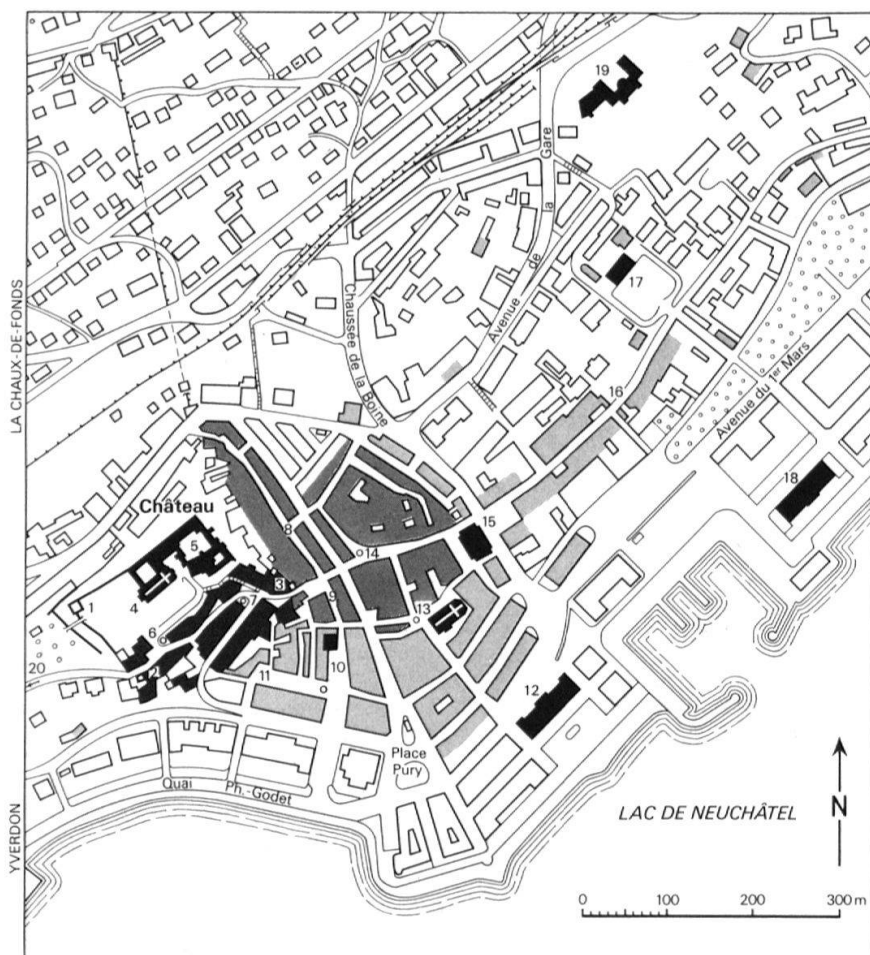 19
Gare
la
de
Avenue
17
Chaussée de la Boine
16
Avenue du 1er Mars
LA CHAUX-DE-FONDS
18
Château
8
15
5
14
3
1
4
7
9
13
6
20
2
10
11
12
Place
Pury
Quai Ph.-Godet
YVERDON
LAC DE NEUCHÂTEL
N
0 100 200 300 m